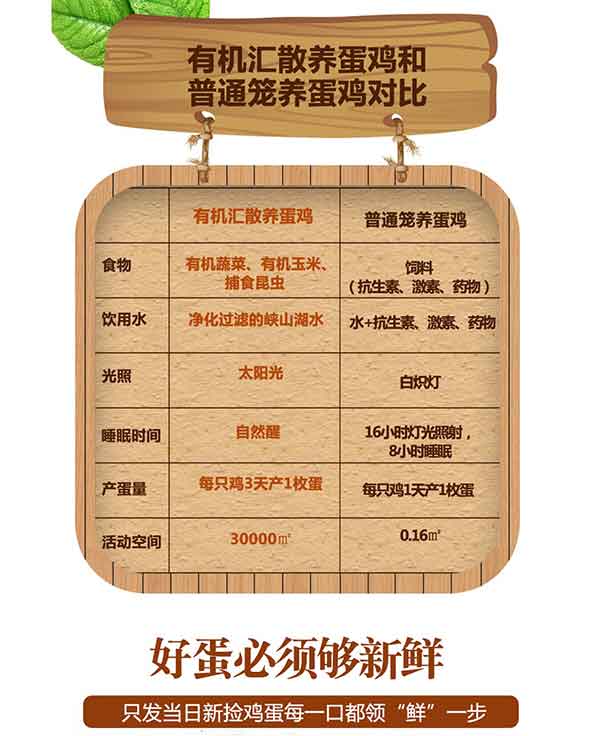 有机汇散养蛋鸡和
普通笼养蛋鸡对比
有机汇散养蛋鸡 普通笼养蛋鸡
食物 有机蔬菜、有机玉米、捕食昆虫 饲料（抗生素、激素、药物）
饮用水 净化过滤的峡山湖水 水+抗生素、激素、药物
光照 太阳光 白炽灯
睡眠时间 自然醒 16小时灯光照射，8小时睡眠
产蛋量 每只鸡3天产1枚蛋 每只鸡1天产1枚蛋
活动空间 30000㎡ 0.16㎡
好蛋必须够新鲜
只发当日新捡鸡蛋每一口都领“鲜”一步